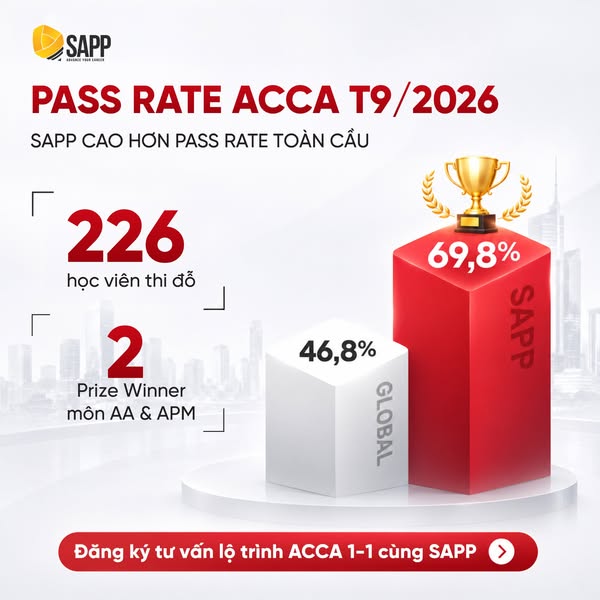 SAPP
ADVANCE YOUR CAREER
PASS RATE ACCA T9/2026
SAPP CAO HƠN PASS RATE TOÀN CẦU
226
học viên thi đỗ
2
Prize Winner
môn AA & APM
69,8%
SAPP
46,8%
GLOBAL
Đăng ký tư vấn lộ trình ACCA 1-1 cùng SAPP